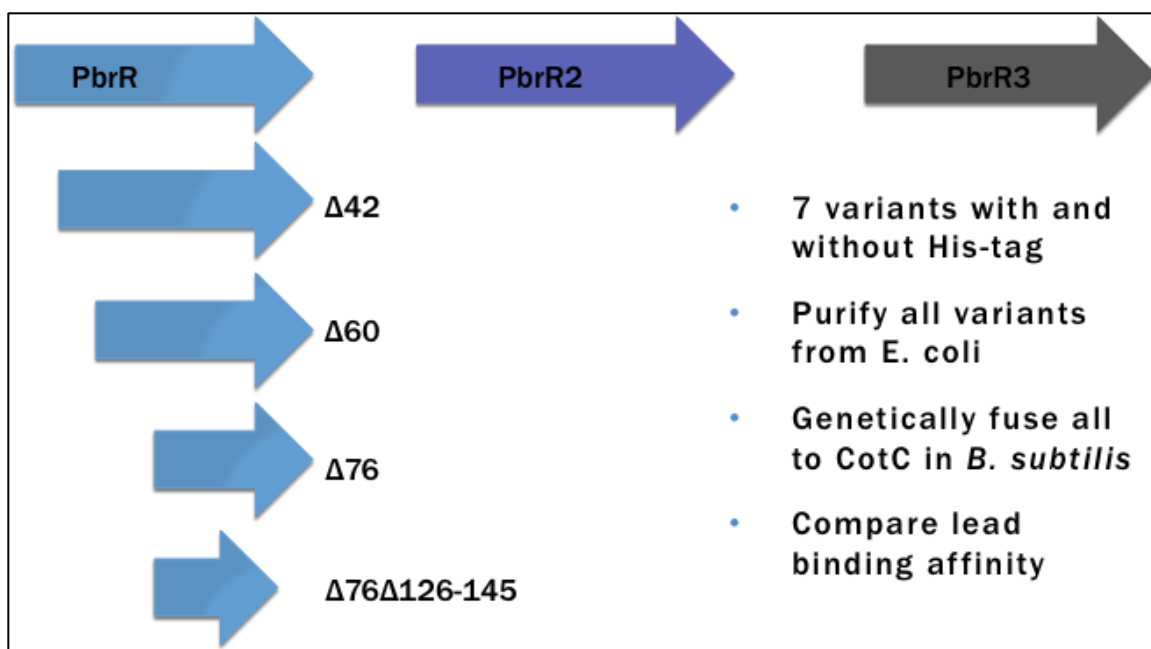 PbrR
PbrR2
PbrR3
Δ42
Δ60
Δ76
Δ76Δ126-145
• 7 variants with and
without His-tag
• Purify all variants
from E. coli
• Genetically fuse all
to CotC in B. subtilis
• Compare lead
binding affinity